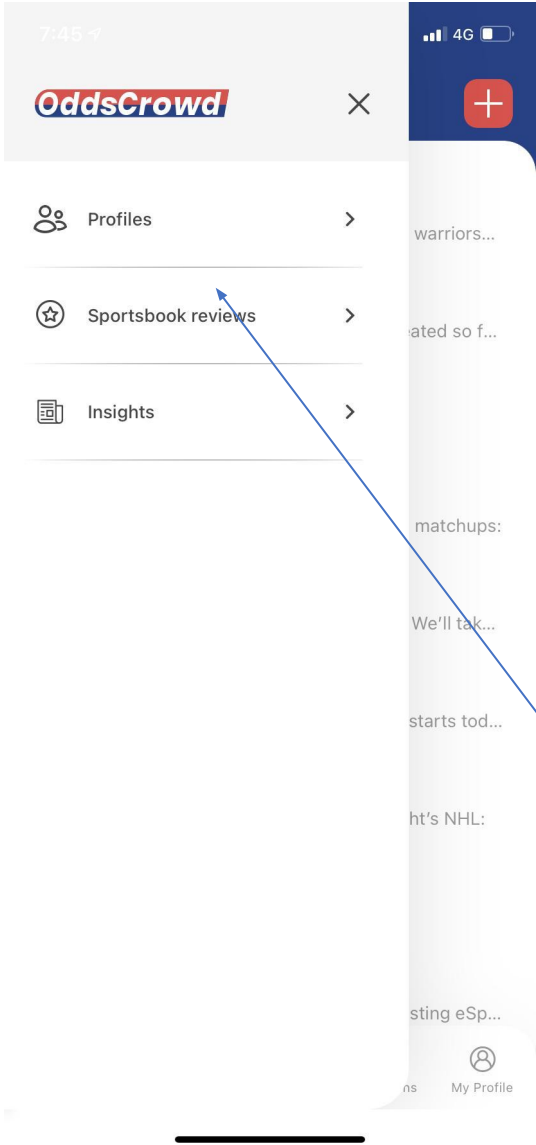 7:45
4G
OddsCrowd
Profiles
warriors...
Sportsbook reviews
ated so f...
Insights
matchups:
We'll tak...
starts tod...
ht's NHL:
sting eSp...
ns
My Profile